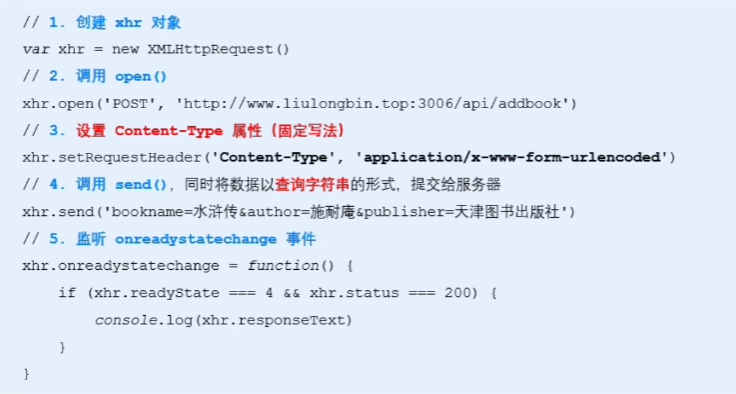 // 1. 创建 xhr 对象
var xhr = new XMLHttpRequest()
// 2. 调用 open()
xhr.open('POST', 'http://www.liulongbin.top:3006/api/addbook')
// 3. 设置 Content-Type 属性（固定写法）
xhr.setRequestHeader('Content-Type', 'application/x-www-form-urlencoded')
// 4. 调用 send()，同时将数据以查询字符串的形式，提交给服务器
xhr.send('bookname=水浒传&author=施耐庵&publisher=天津图书出版社')
// 5. 监听 onreadystatechange 事件
xhr.onreadystatechange = function() {
    if (xhr.readyState === 4 && xhr.status === 200) {
        console.log(xhr.responseText)
    }
}